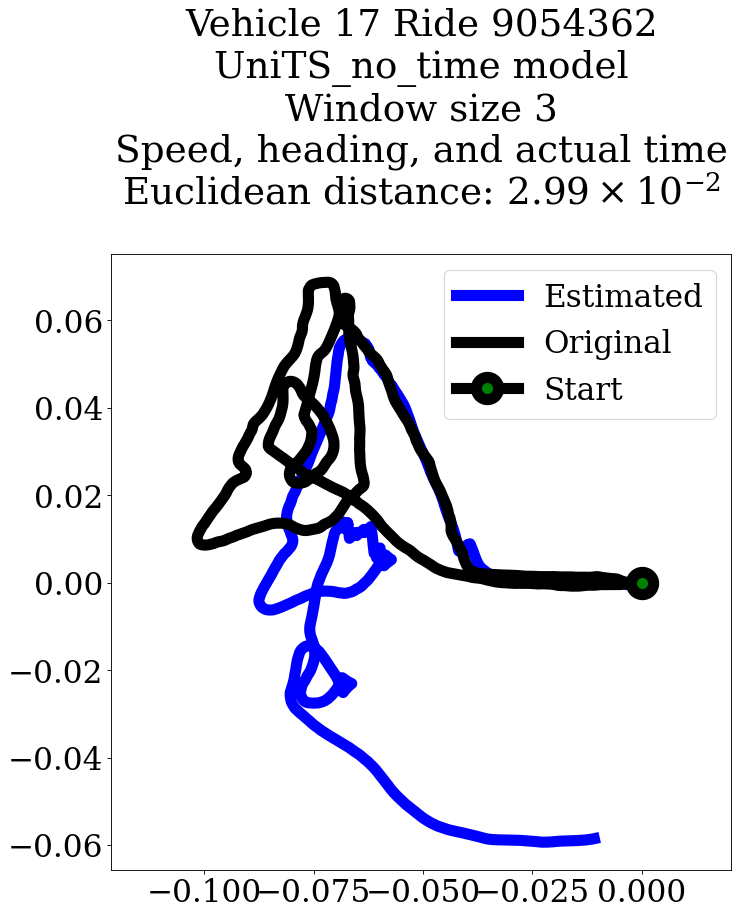 Vehicle 17 Ride 9054362
UniTS_no_time model
Window size 3
Speed, heading, and actual time
Euclidean distance: 2.99 × 10⁻²
Estimated
Original
Start
0.06
0.04
0.02
0.00
−0.02
−0.04
−0.06
−0.100 −0.075 −0.050 −0.025 0.000